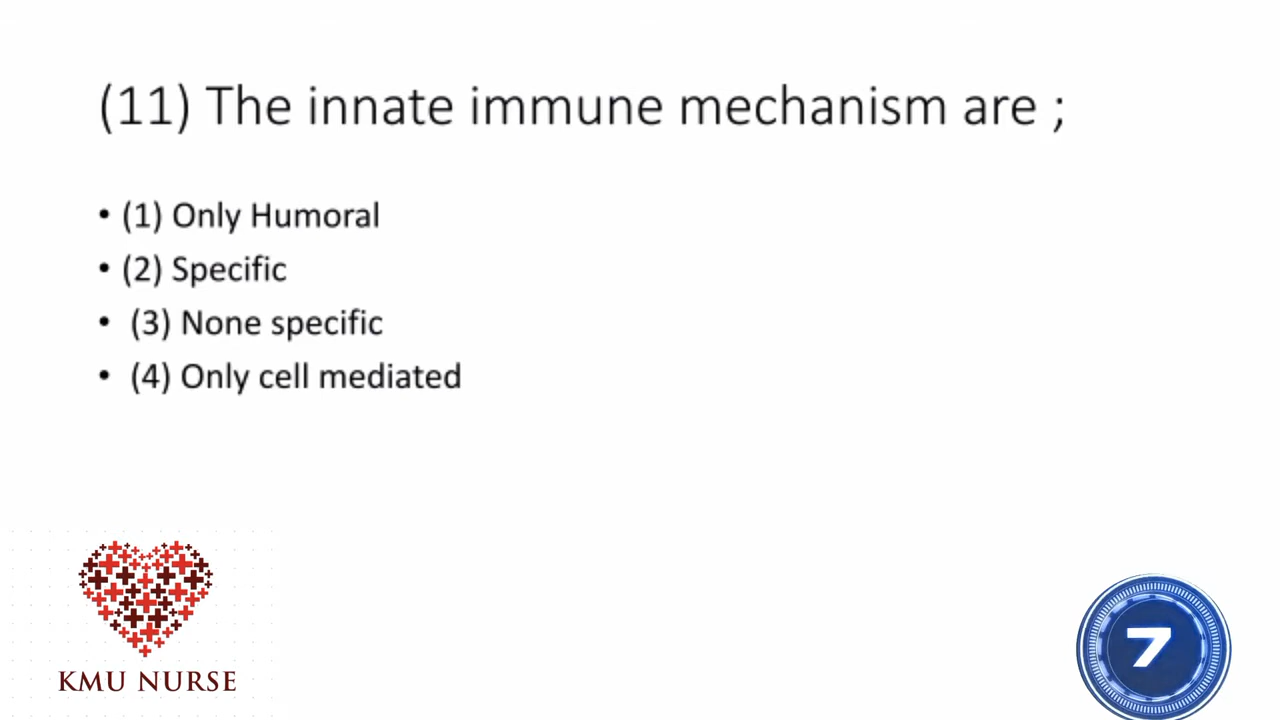 (11) The innate immune mechanism are ;
• (1) Only Humoral
• (2) Specific
• (3) None specific
• (4) Only cell mediated
KMU NURSE
7